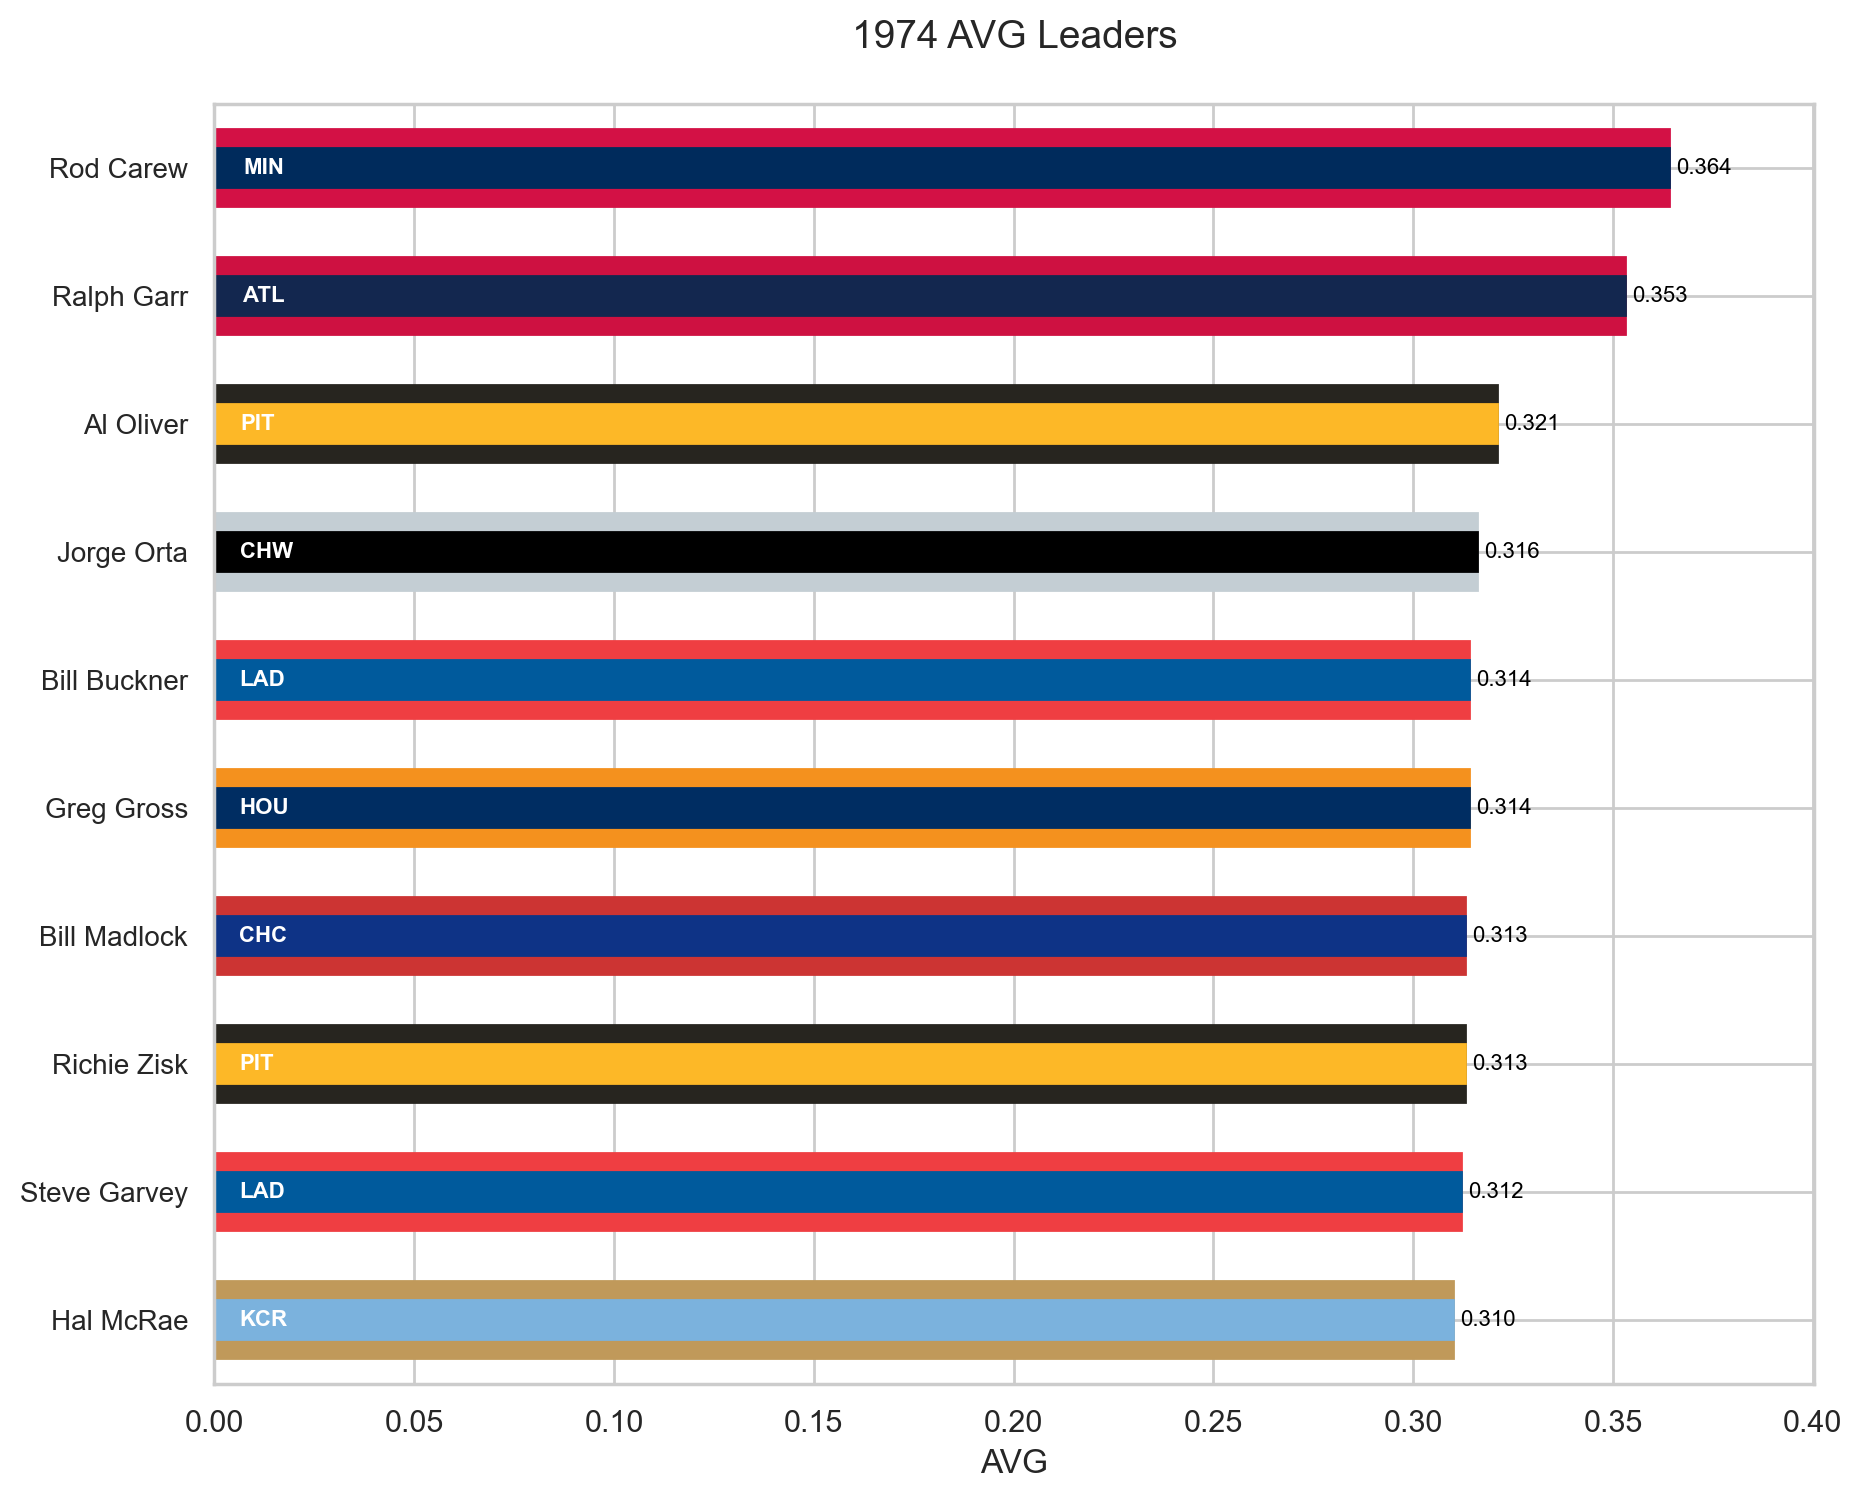 1974 AVG Leaders
Rod Carew MIN 0.364
Ralph Garr ATL 0.353
Al Oliver PIT 0.321
Jorge Orta CHW 0.316
Bill Buckner LAD 0.314
Greg Gross HOU 0.314
Bill Madlock CHC 0.313
Richie Zisk PIT 0.313
Steve Garvey LAD 0.312
Hal McRae KCR 0.310
0.00 0.05 0.10 0.15 0.20 0.25 0.30 0.35 0.40
AVG